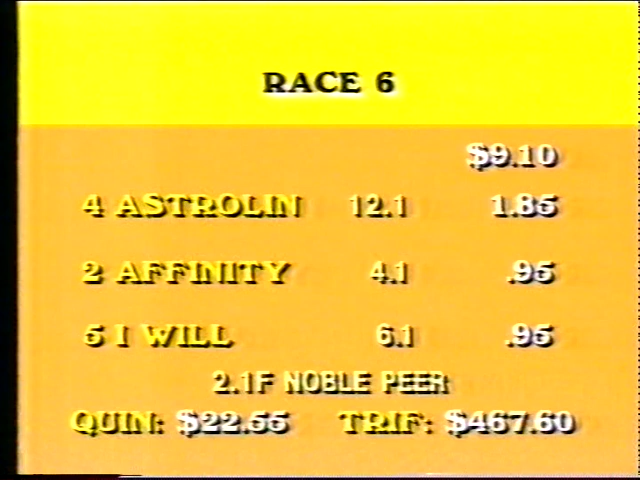 RACE 6
$9.10
4 ASTROLIN 12.1 1.85
2 AFFINITY 4.1 .95
5 I WILL 6.1 .95
2.1F NOBLE PEER
QUIN: $22.55 TRIF: $467.60